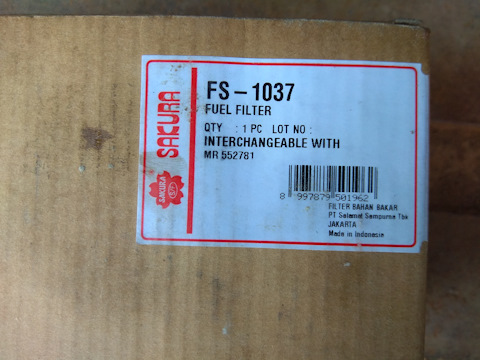 FS-1037
FUEL FILTER
QTY : 1 PC LOT NO :
INTERCHANGEABLE WITH
MR 552781
SAKURA
SAKURA
8 997879 501962
FILTER BAHAN BAKAR
PT Selamat Sempurna Tbk
JAKARTA
Made in Indonesia